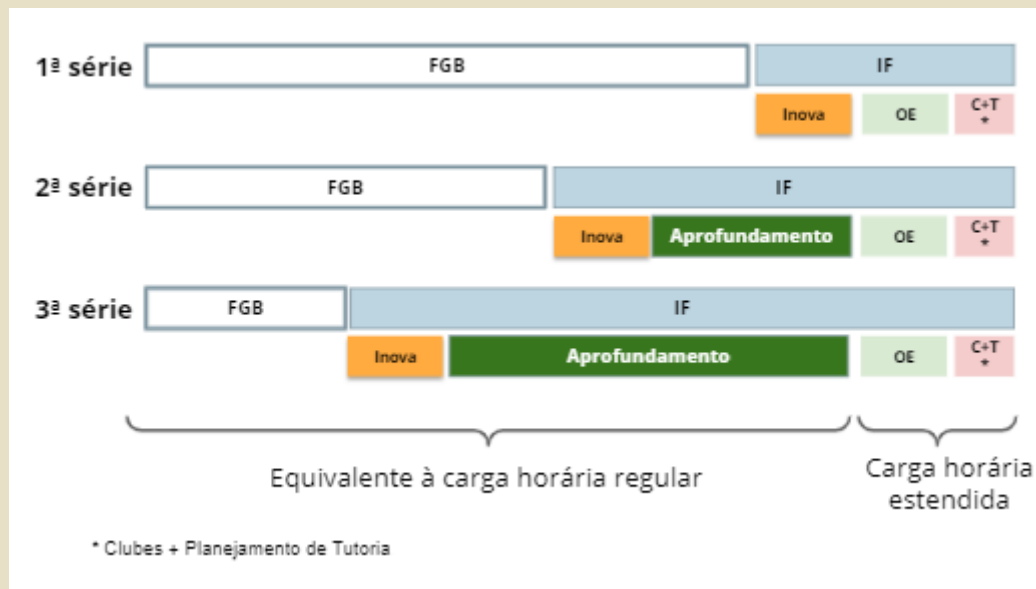 1ª série FGB IF
Inova OE C+T
*
2ª série FGB IF
Inova Aprofundamento OE C+T
*
3ª série FGB IF
Inova Aprofundamento OE C+T
*
Equivalente à carga horária regular
Carga horária
estendida
* Clubes + Planejamento de Tutoria